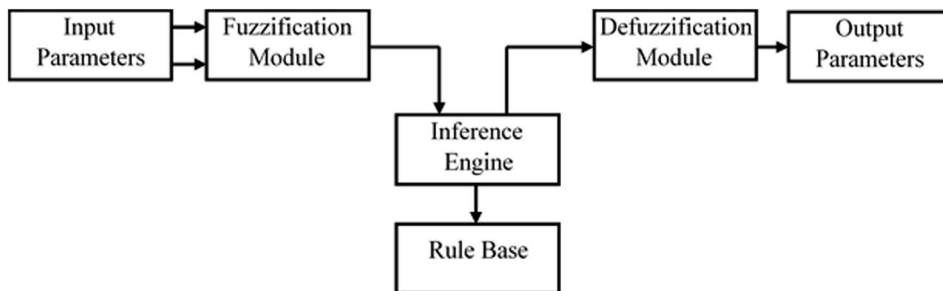 Input
Parameters
Fuzzification
Module
Defuzzification
Module
Output
Parameters
Inference
Engine
Rule Base